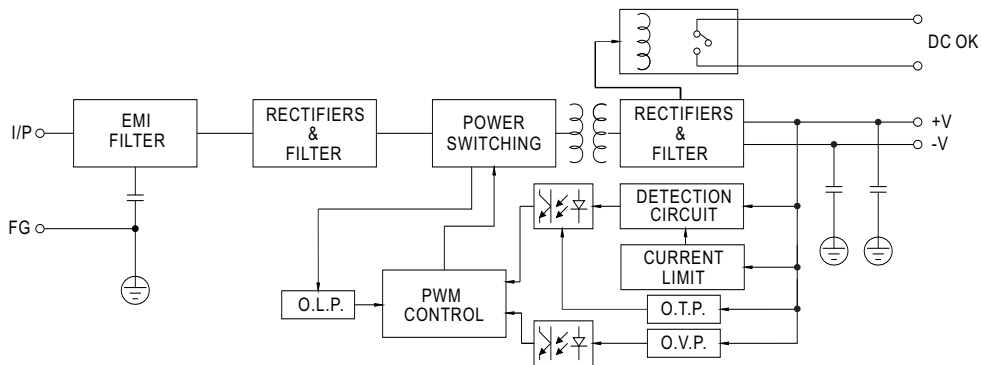 DC OK
I/P
EMI
FILTER
RECTIFIERS
&
FILTER
POWER
SWITCHING
RECTIFIERS
&
FILTER
+V
-V
FG
DETECTION
CIRCUIT
CURRENT
LIMIT
O.L.P.
PWM
CONTROL
O.T.P.
O.V.P.